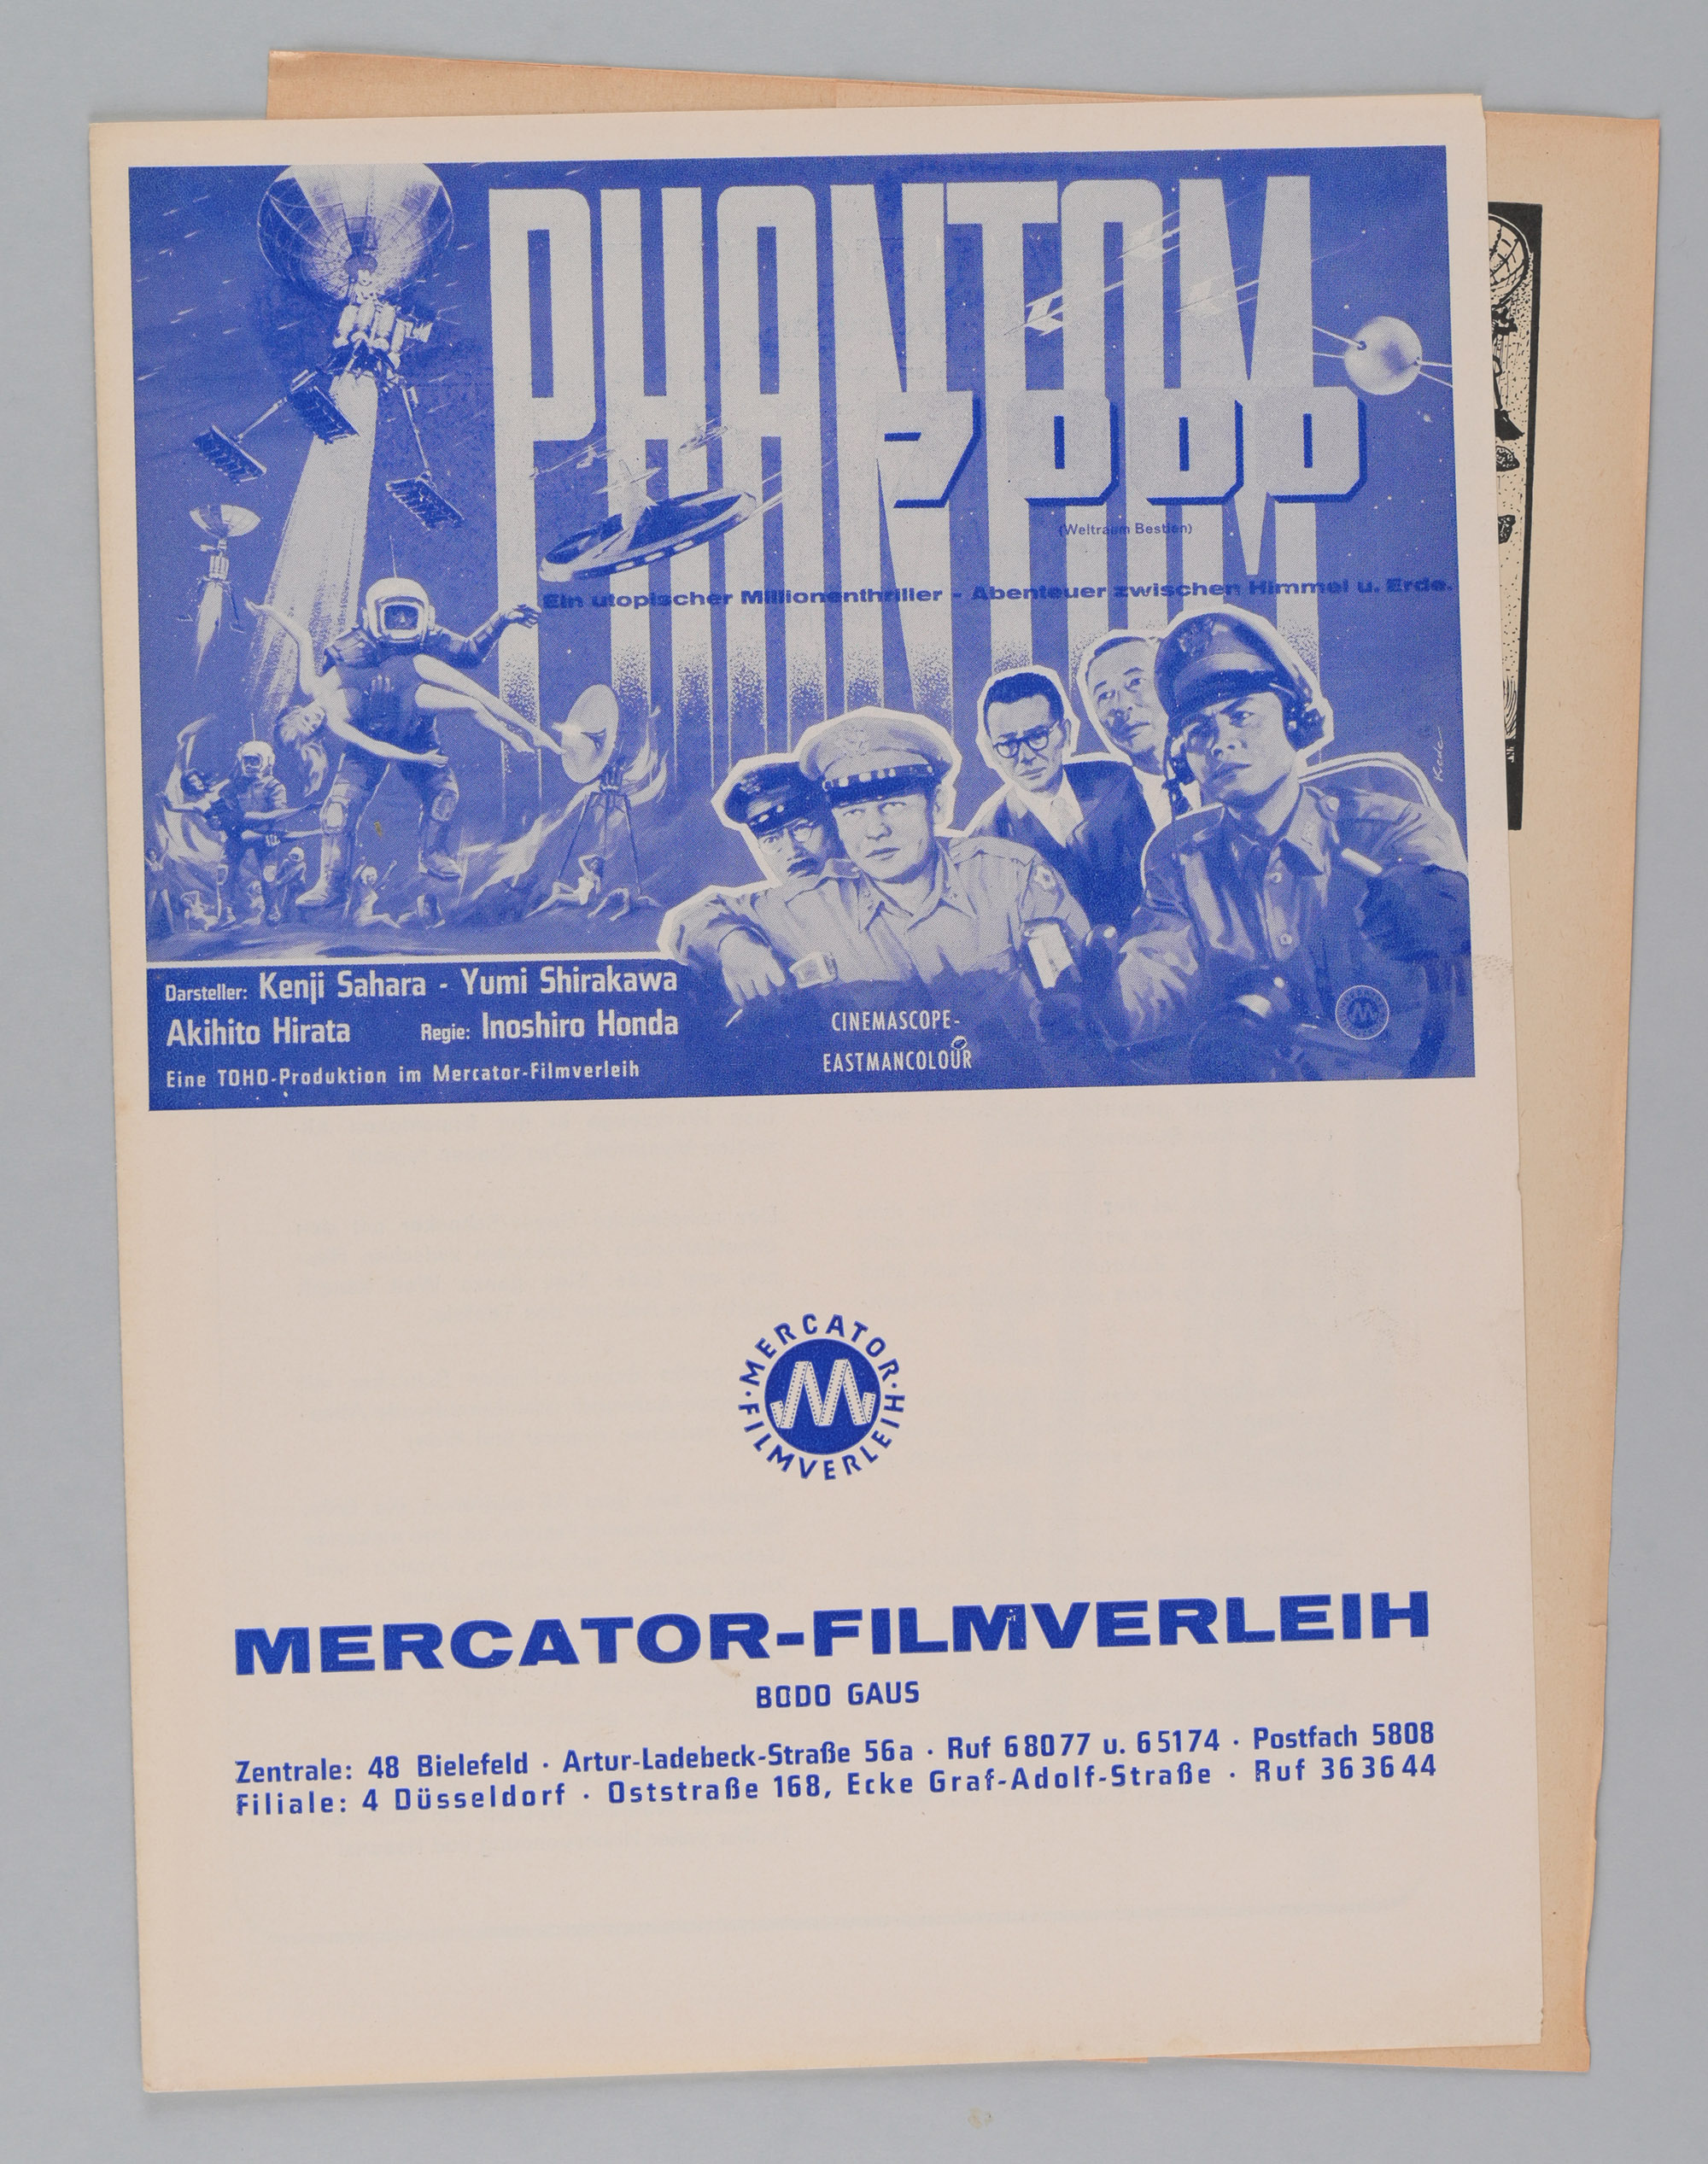 PHANTOM
7000
(Weltraum Bestien)
Ein utopischer Millionenthriller - Abenteuer zwischen Himmel u. Erde.
Darsteller: Kenji Sahara - Yumi Shirakawa
Akihito Hirata Regie: Inoshiro Honda
Eine TOHO-Produktion im Mercator-Filmverleih
CINEMASCOPE-
EASTMANCOLOUR
· MERCATOR · FILMVERLEIH
M
MERCATOR-FILMVERLEIH
BODO GAUS
Zentrale: 48 Bielefeld · Artur-Ladebeck-Straße 56a · Ruf 68077 u. 65174 · Postfach 5808
Filiale: 4 Düsseldorf · Oststraße 168, Ecke Graf-Adolf-Straße · Ruf 363644